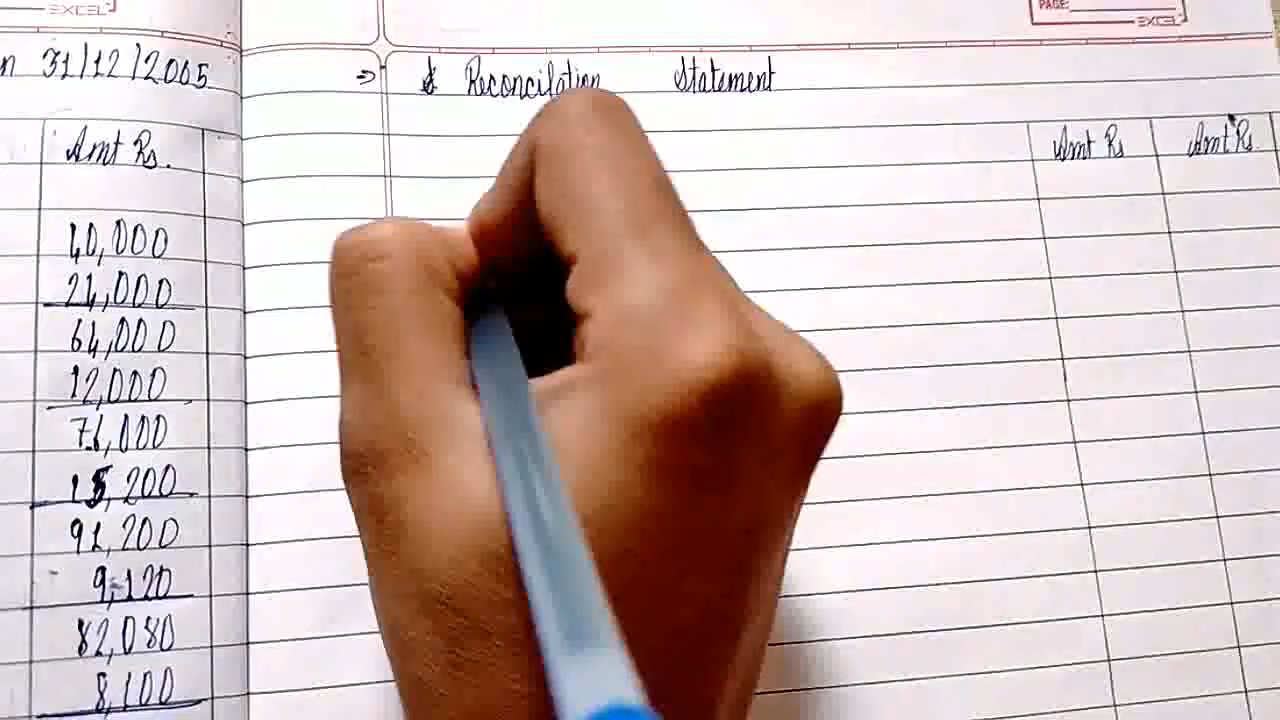 EXCEL
PAGE:
EXCEL
n 31/12/2005
⇒ Reconcilation Statement
Amt Rs.
Amt Rs Amt Rs.
40,000
24,000
64,000
12,000
76,000
15,200
91,200
9,120
82,080
8,100